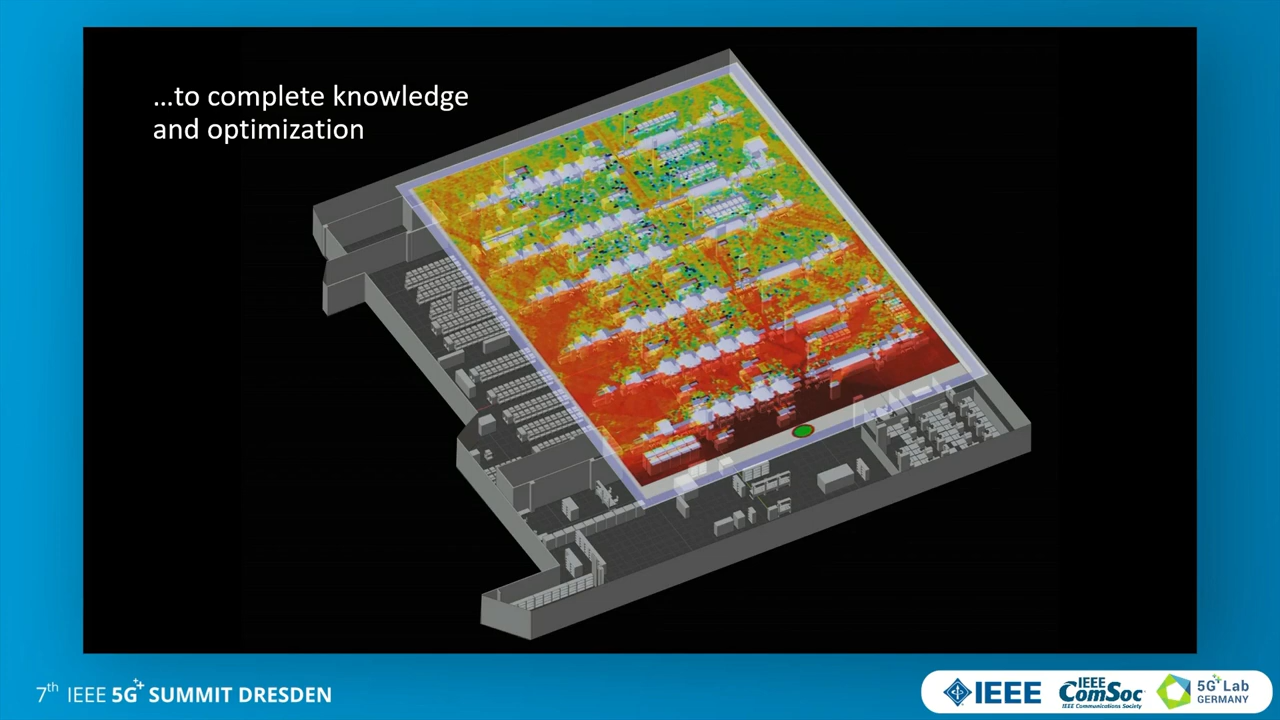 ...to complete knowledge
and optimization
7th IEEE 5G++ SUMMIT DRESDEN
IEEE
IEEE
ComSoc
IEEE Communications Society
5G++ Lab
GERMANY